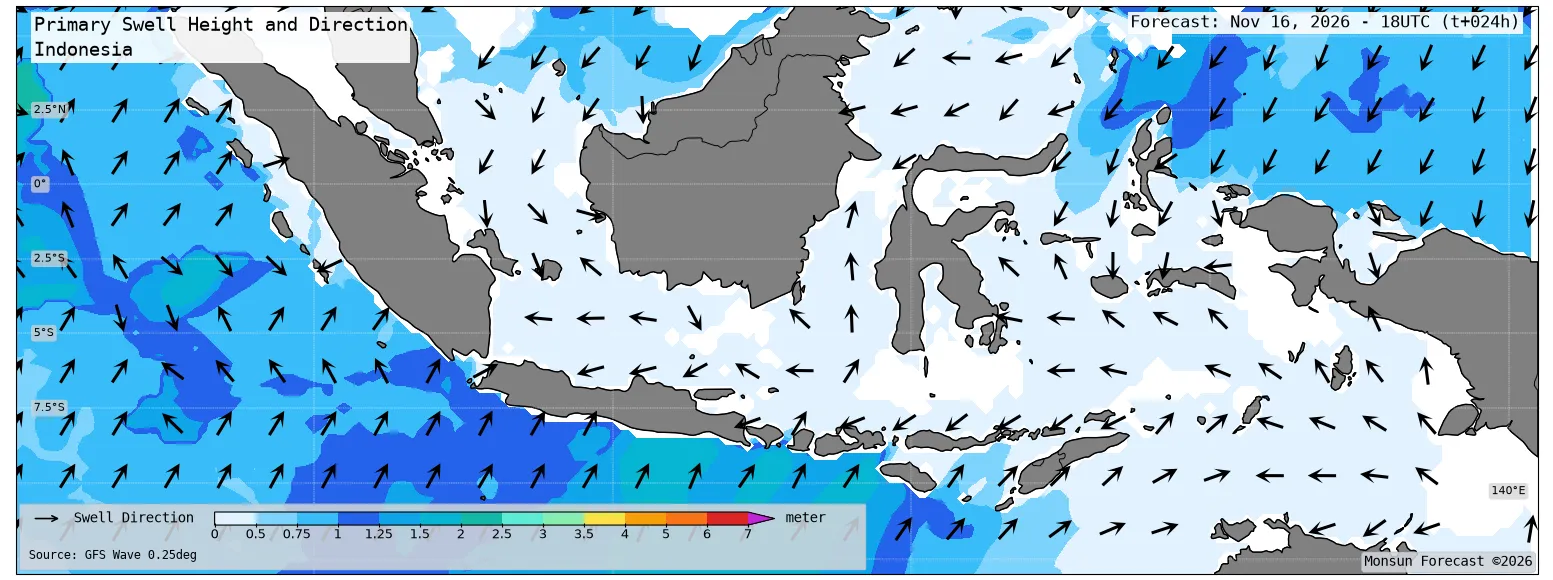 Primary Swell Height and Direction
Indonesia
Forecast: Nov 16, 2026 - 18UTC (t+024h)
2.5°N
0°
2.5°S
5°S
7.5°S
140°E
Swell Direction
meter
0 0.5 0.75 1 1.25 1.5 2 2.5 3 3.5 4 5 6 7
Source: GFS Wave 0.25deg
Monsun Forecast ©2026